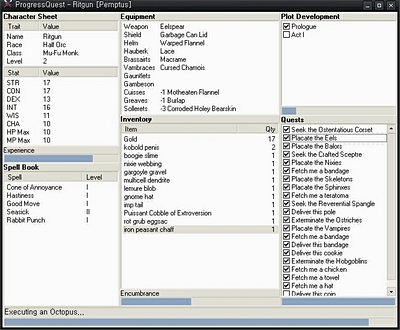 ProgressQuest - Ritgun [Pemptus]
Character Sheet
Trait Value
Name Ritgun
Race Half Orc
Class Mu-Fu Monk
Level 2
Stat Value
STR 17
CON 17
DEX 13
INT 16
WIS 11
CHA 10
HP Max 10
MP Max 10
Experience
Spell Book
Spell Level
Cone of Annoyance I
Hastiness I
Good Move I
Seasick II
Rabbit Punch I
Equipment
Weapon Eelspear
Shield Garbage Can Lid
Helm Warped Flannel
Hauberk Lace
Brassairts Macrame
Vambraces Cursed Chamois
Gauntlets
Gambeson
Cuisses -1 Motheaten Flannel
Greaves -1 Burlap
Sollerets -3 Corroded Holey Bearskin
Inventory
Item Qty
Gold 17
kobold penis 2
boogie slime 1
nixie webbing 1
gargoyle gravel 1
multicell dendrite 1
lemure blob 1
gnome hat 1
imp tail 1
Puissant Cobble of Extroversion 1
rot grub eggsac 1
iron peasant chaff 1
Encumbrance
Plot Development
Prologue
Act I
Quests
Seek the Ostentatious Corset
Placate the Eels
Placate the Balors
Seek the Crafted Sceptre
Placate the Nixies
Fetch me a bandage
Placate the Skeletons
Placate the Sphinxes
Fetch me a teratoma
Seek the Reverential Spangle
Deliver this pole
Exterminate the Ostriches
Placate the Vampires
Fetch me a bandage
Deliver this bandage
Deliver this cookie
Exterminate the Hobgoblins
Fetch me a chicken
Fetch me a towel
Fetch me a hat
Deliver this coin
Executing an Octopus...